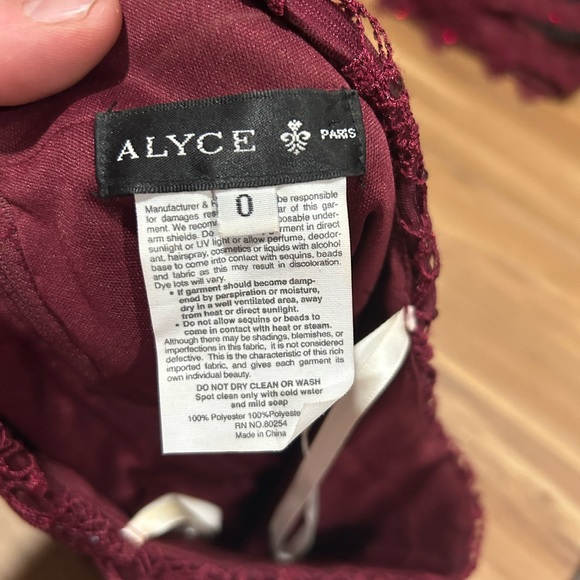 ALYCE PARIS
0
Manufacturer & be responsible
for damages of this gar-
ment. We recom posable under-
arm shields. Do rment in direct
sunlight or UV light or allow perfume, deodor-
ant, hairspray, cosmetics or liquids with alcohol
base to come into contact with sequins, beads
and fabric as this may result in discoloration.
Dye lots will vary.
• If garment should become damp-
ened by perspiration or moisture,
dry in a well ventilated area, away
from heat or direct sunlight.
• Do not allow sequins or beads to
come in contact with heat or steam.
Although there may be shadings, blemishes, or
imperfections in this fabric, it is not considered
defective. This is the characteristic of this rich
imported fabric, and gives each garment its
own individual beauty.
DO NOT DRY CLEAN OR WASH
Spot clean only with cold water
and mild soap
100% Polyester 100%Polyeste
RN NO.80254
Made in China